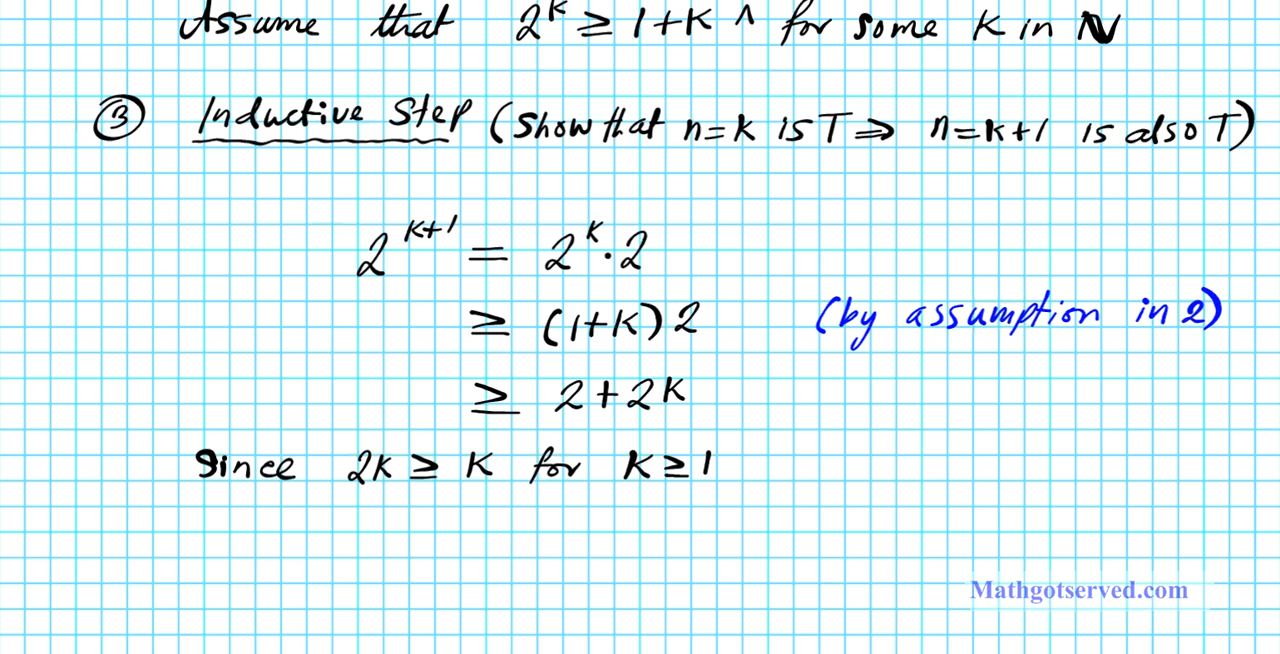 Assume that 2^k ≥ 1+k ∧ for some k in ℕ
③ Inductive Step (Show that n=k is T ⇒ n=k+1 is also T)
2^(k+1) = 2^k · 2
≥ (1+k)2 (by assumption in 2)
≥ 2+2k
Since 2k ≥ k for k ≥ 1
Mathgotserved.com